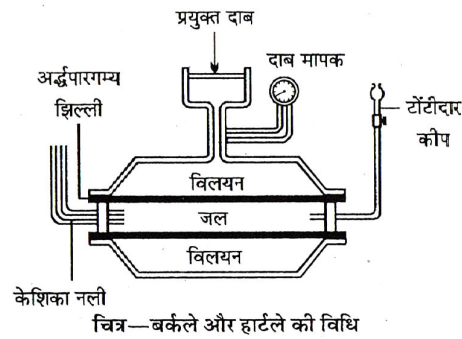 प्रयुक्त दाब
दाब मापक
अर्द्धपारगम्य
झिल्ली
टोंटीदार
कीप
विलयन
जल
विलयन
केशिका नली
चित्र—बर्कले और हार्टले की विधि